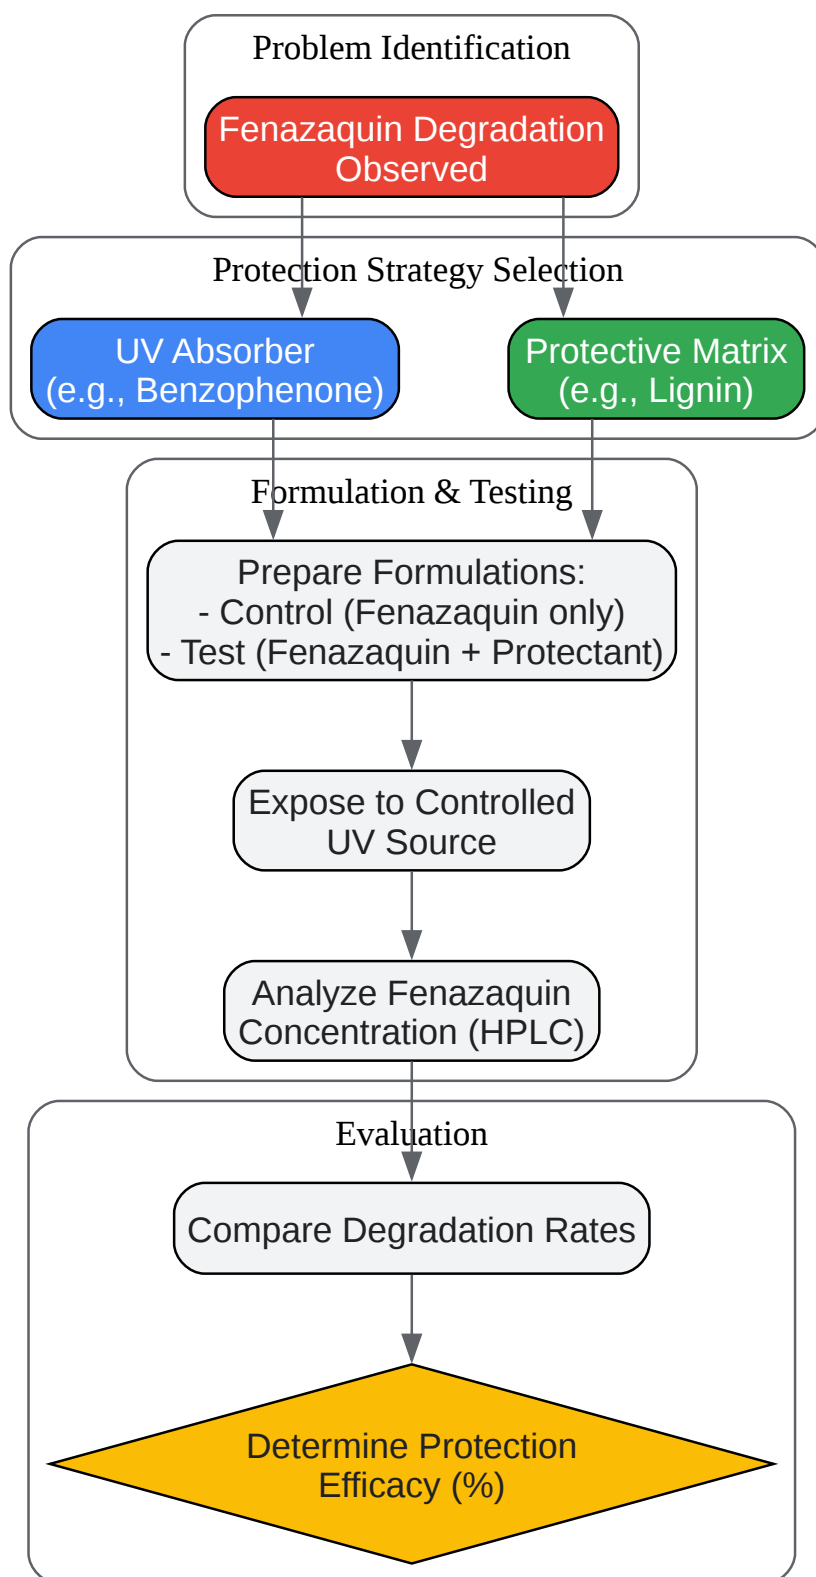 Problem Identification
Fenazaquin Degradation
Observed
Protection Strategy Selection
UV Absorber
(e.g., Benzophenone)
Protective Matrix
(e.g., Lignin)
Formulation & Testing
Prepare Formulations:
- Control (Fenazaquin only)
- Test (Fenazaquin + Protectant)
Expose to Controlled
UV Source
Analyze Fenazaquin
Concentration (HPLC)
Evaluation
Compare Degradation Rates
Determine Protection
Efficacy (%)